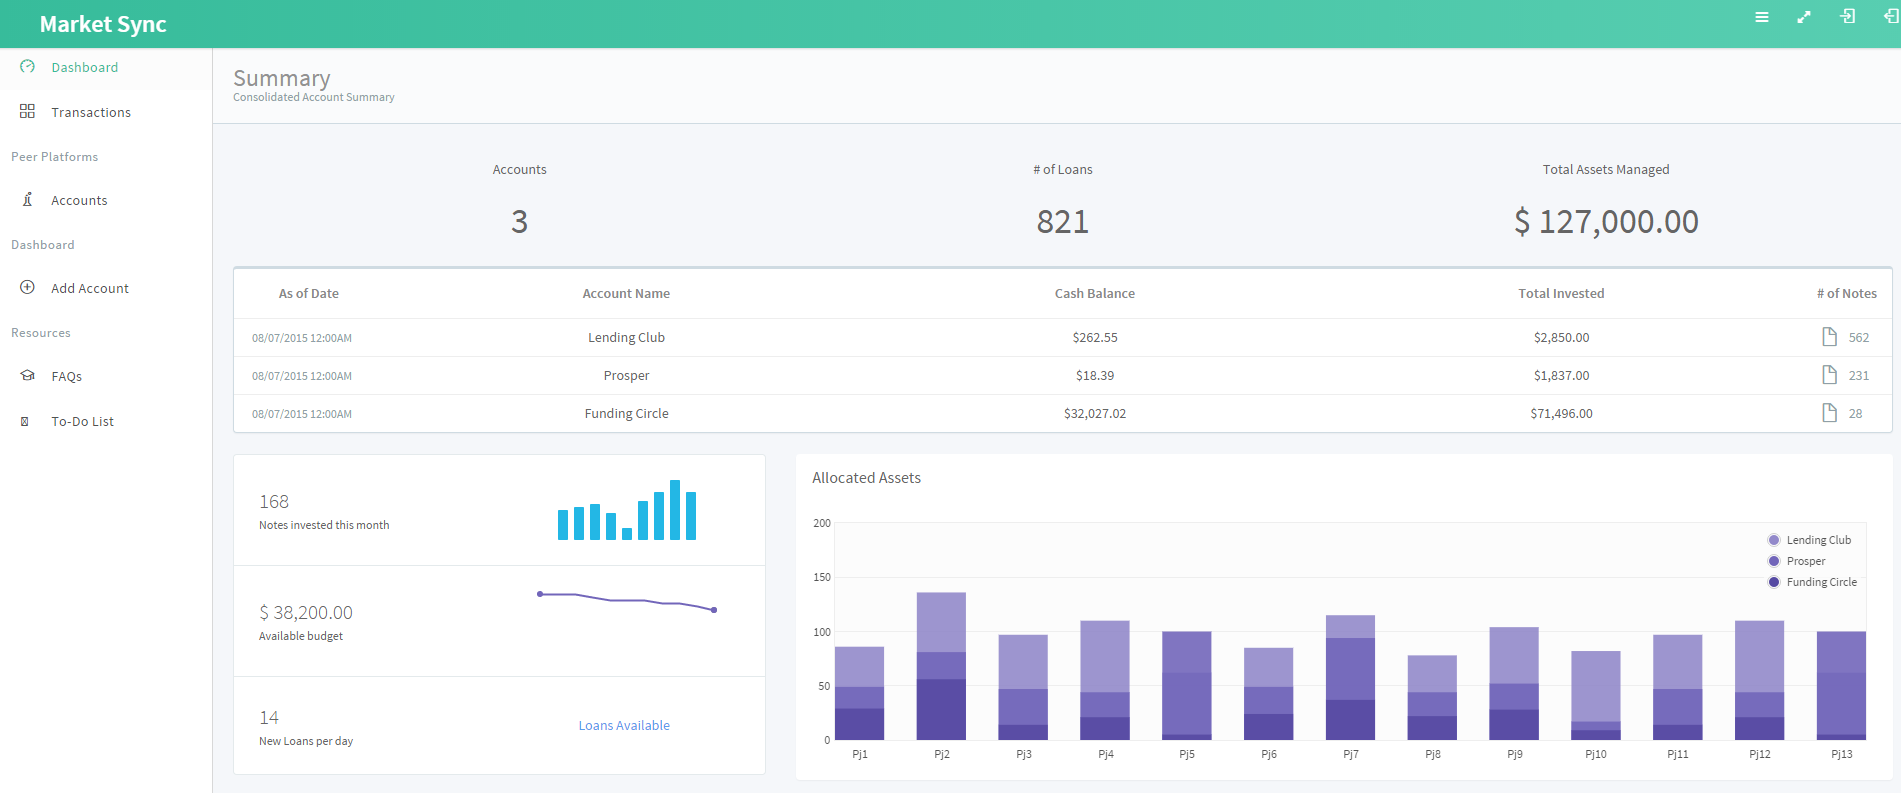 Market Sync
Dashboard
Transactions
Peer Platforms
Accounts
Dashboard
Add Account
Resources
FAQs
To-Do List
Summary
Consolidated Account Summary
Accounts # of Loans Total Assets Managed
3 821 $ 127,000.00
As of Date Account Name Cash Balance Total Invested # of Notes
08/07/2015 12:00AM Lending Club $262.55 $2,850.00 562
08/07/2015 12:00AM Prosper $18.39 $1,837.00 231
08/07/2015 12:00AM Funding Circle $32,027.02 $71,496.00 28
168
Notes invested this month
$ 38,200.00
Available budget
14
New Loans per day
Loans Available
Allocated Assets
200
150
100
50
0
Lending Club
Prosper
Funding Circle
Pj1 Pj2 Pj3 Pj4 Pj5 Pj6 Pj7 Pj8 Pj9 Pj10 Pj11 Pj12 Pj13